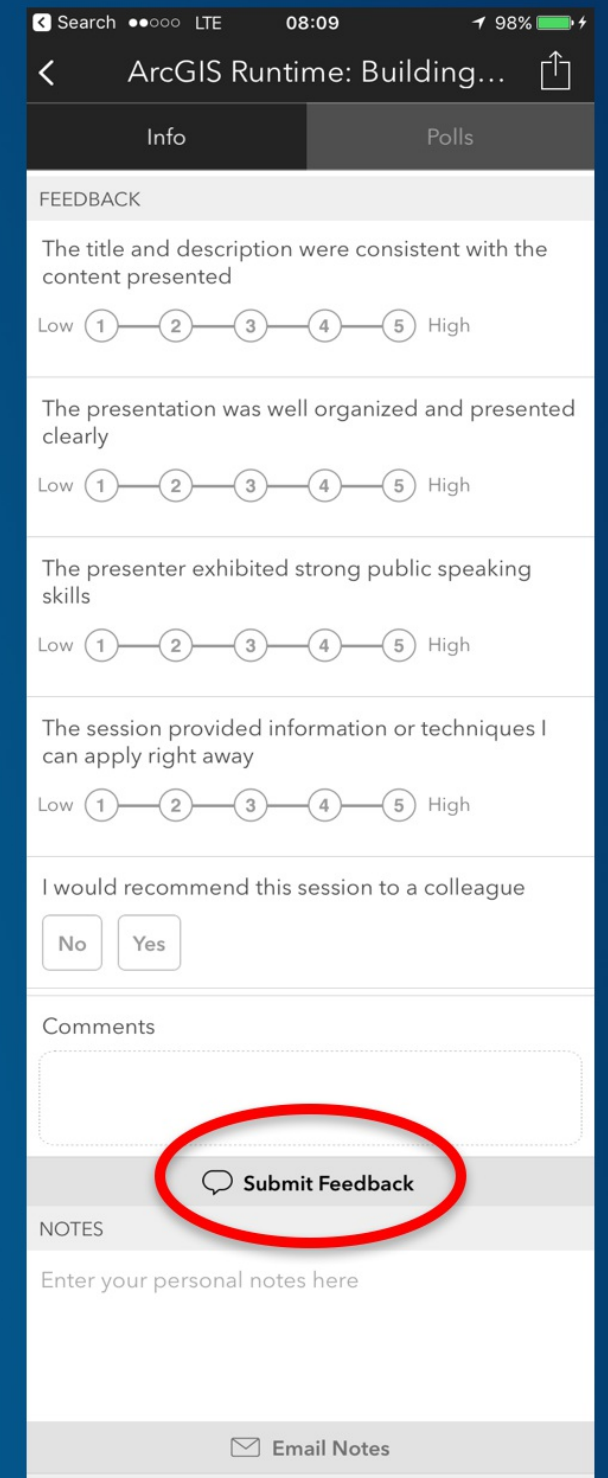 Search LTE 08:09 98%
ArcGIS Runtime: Building...
Info Polls
FEEDBACK
The title and description were consistent with the
content presented
Low 1 2 3 4 5 High
The presentation was well organized and presented
clearly
Low 1 2 3 4 5 High
The presenter exhibited strong public speaking
skills
Low 1 2 3 4 5 High
The session provided information or techniques I
can apply right away
Low 1 2 3 4 5 High
I would recommend this session to a colleague
No Yes
Comments
Submit Feedback
NOTES
Enter your personal notes here
Email Notes